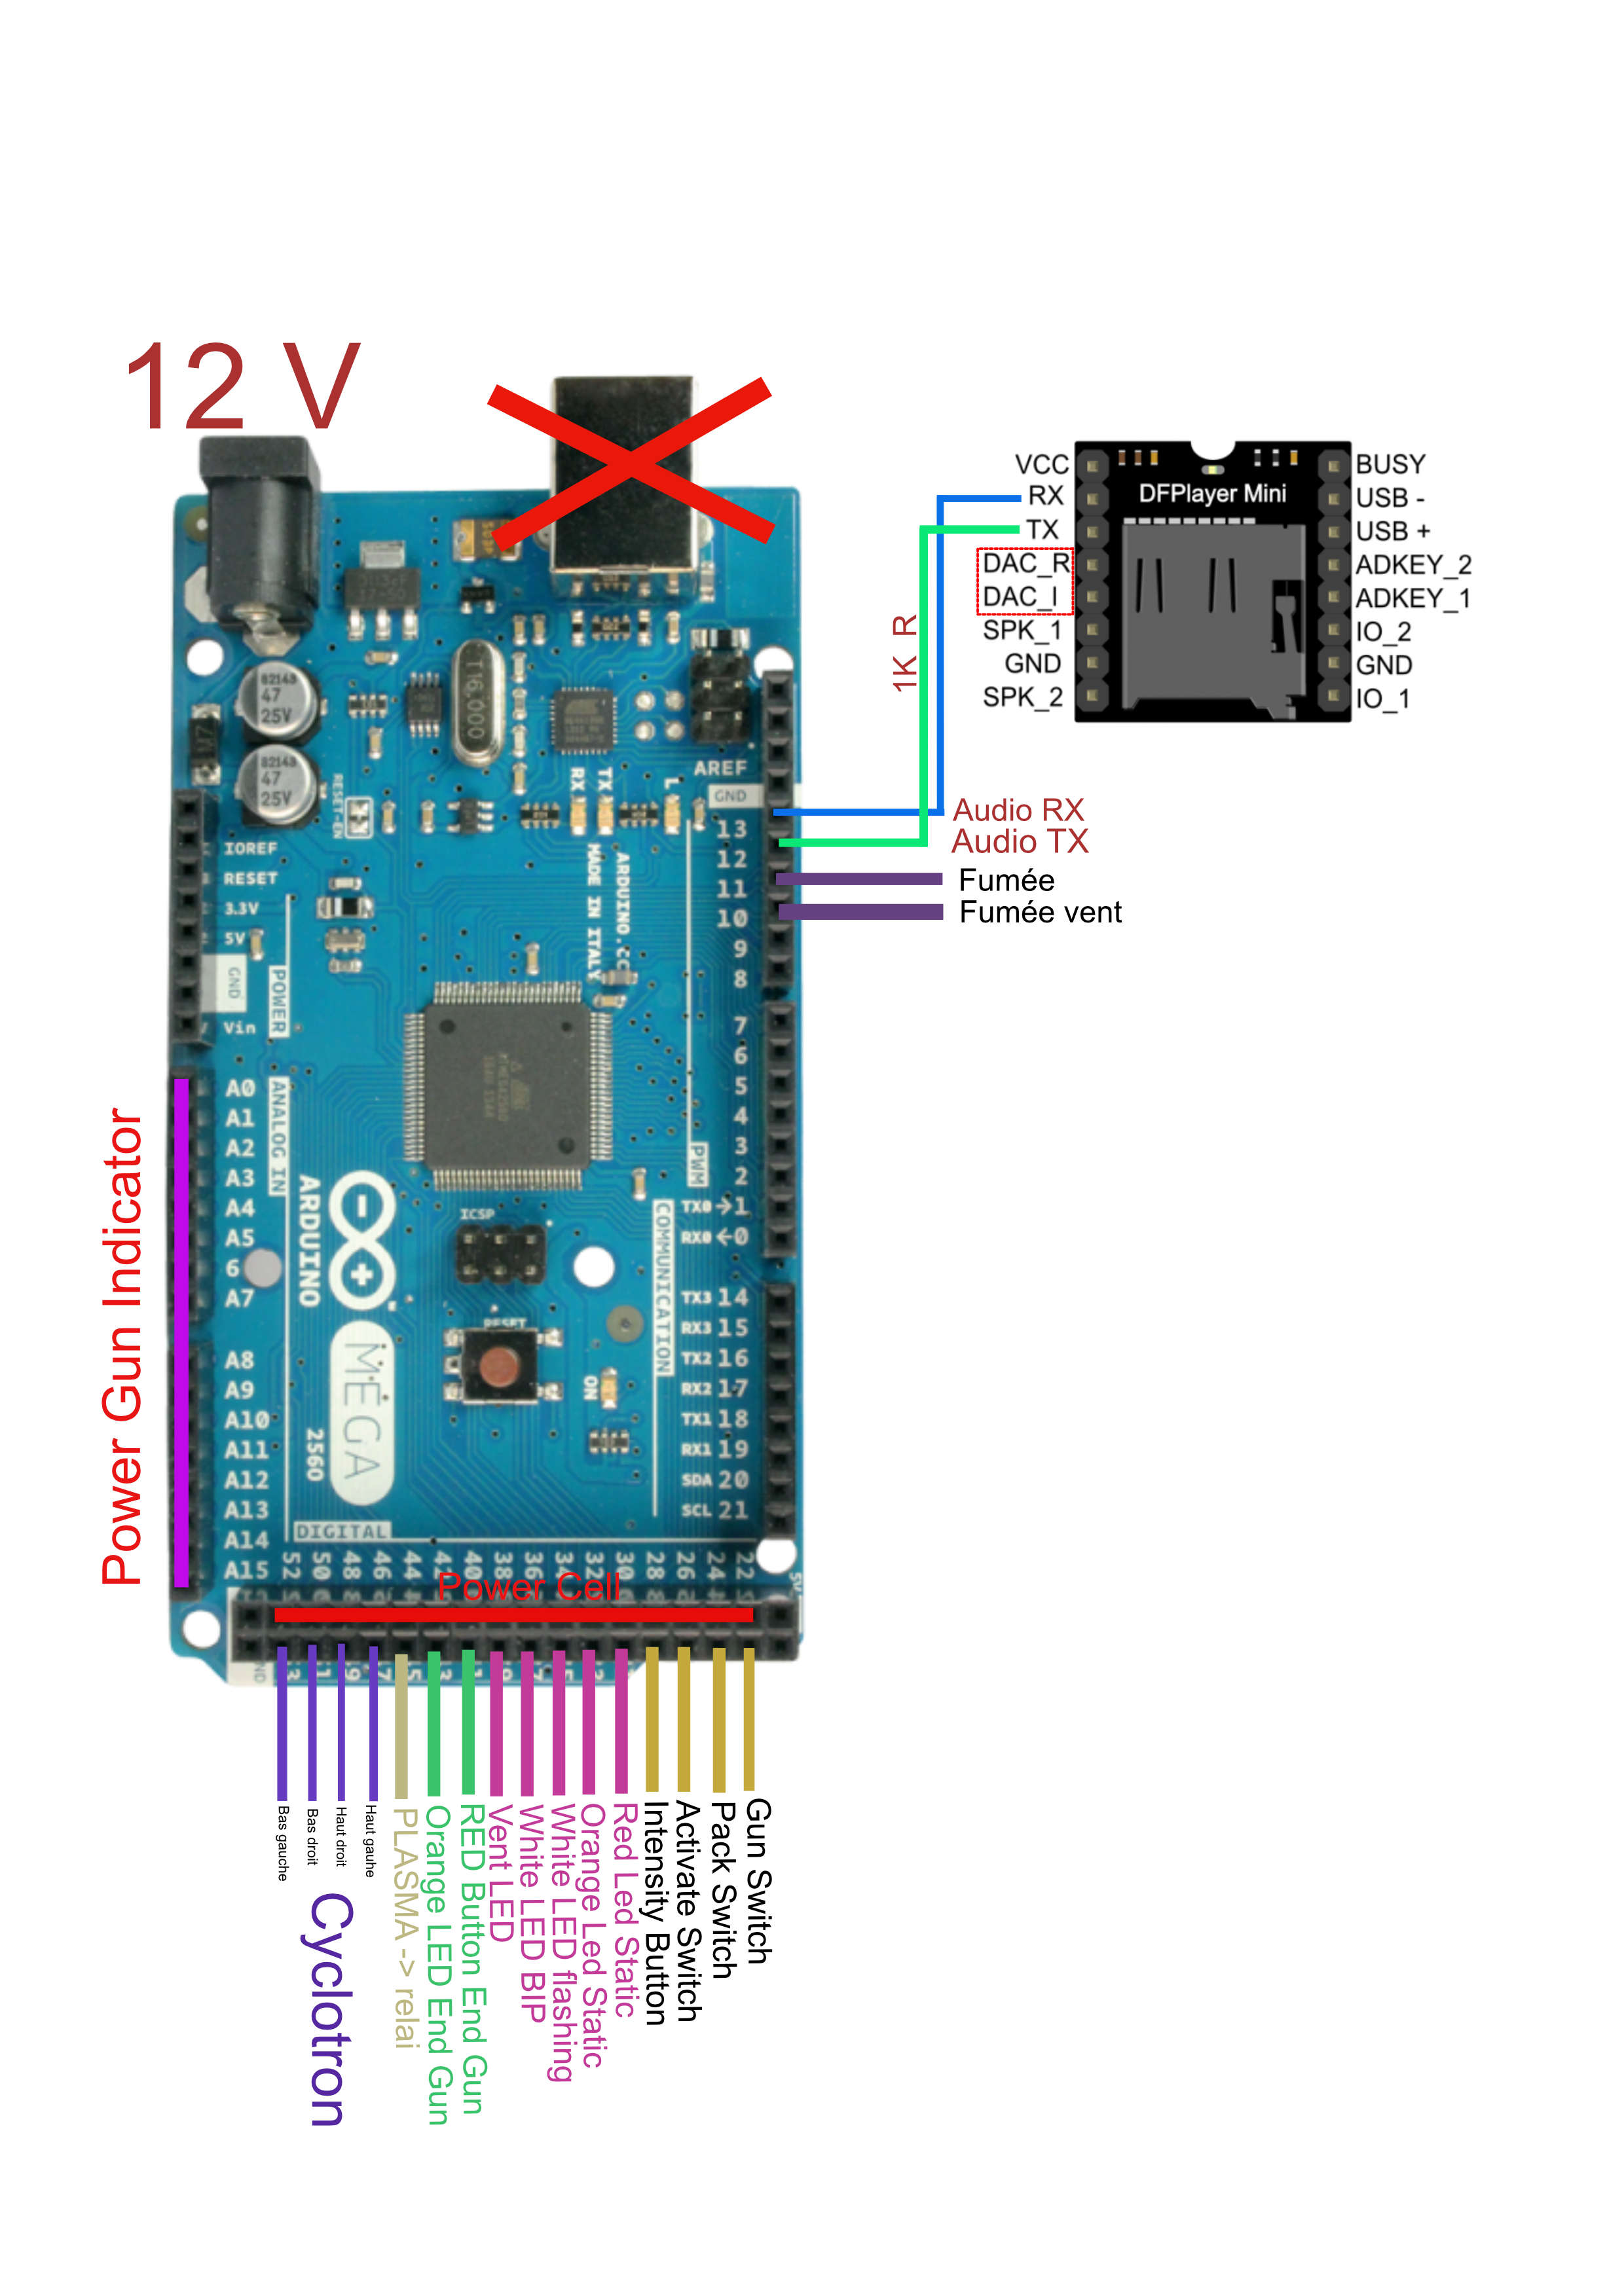 12 V
VCC
RX
TX
DAC_R
DAC_I
SPK_1
GND
SPK_2
DFPlayer Mini
BUSY
USB -
USB +
ADKEY_2
ADKEY_1
IO_2
GND
IO_1
1K R
Audio RX
Audio TX
Fumée
Fumée vent
82143
47
25V
82143
47
25V
T16.000
RESET-EN
RX
TX
L
AREF
GND
13
12
11
10
9
8
7
6
5
4
3
2
TX0→1
RX0←0
TX3 14
RX3 15
TX2 16
RX2 17
TX1 18
RX1 19
SDA 20
SCL 21
PWM
COMMUNICATION
MADE IN ITALY
ARDUINO.CC
IOREF
RESET
3.3V
5V
GND
Vin
POWER
A0
A1
A2
A3
A4
A5
6
A7
A8
A9
A10
A11
A12
A13
A14
A15
ANALOG IN
ARDUINO
MEGA
2560
ICSP
RESET
ON
DIGITAL
52 50 48 46 44 42 40 38 36 34 32 30 28 26 24 22
5V
Power Gun Indicator
Power Cell
Bas gauche
Bas droit
Haut droit
Haut gauhe
Cyclotron
PLASMA -> relai
Orange LED End Gun
RED Button End Gun
Vent LED
White LED BIP
White LED flashing
Orange Led Static
Red Led Static
Intensity Button
Activate Switch
Pack Switch
Gun Switch